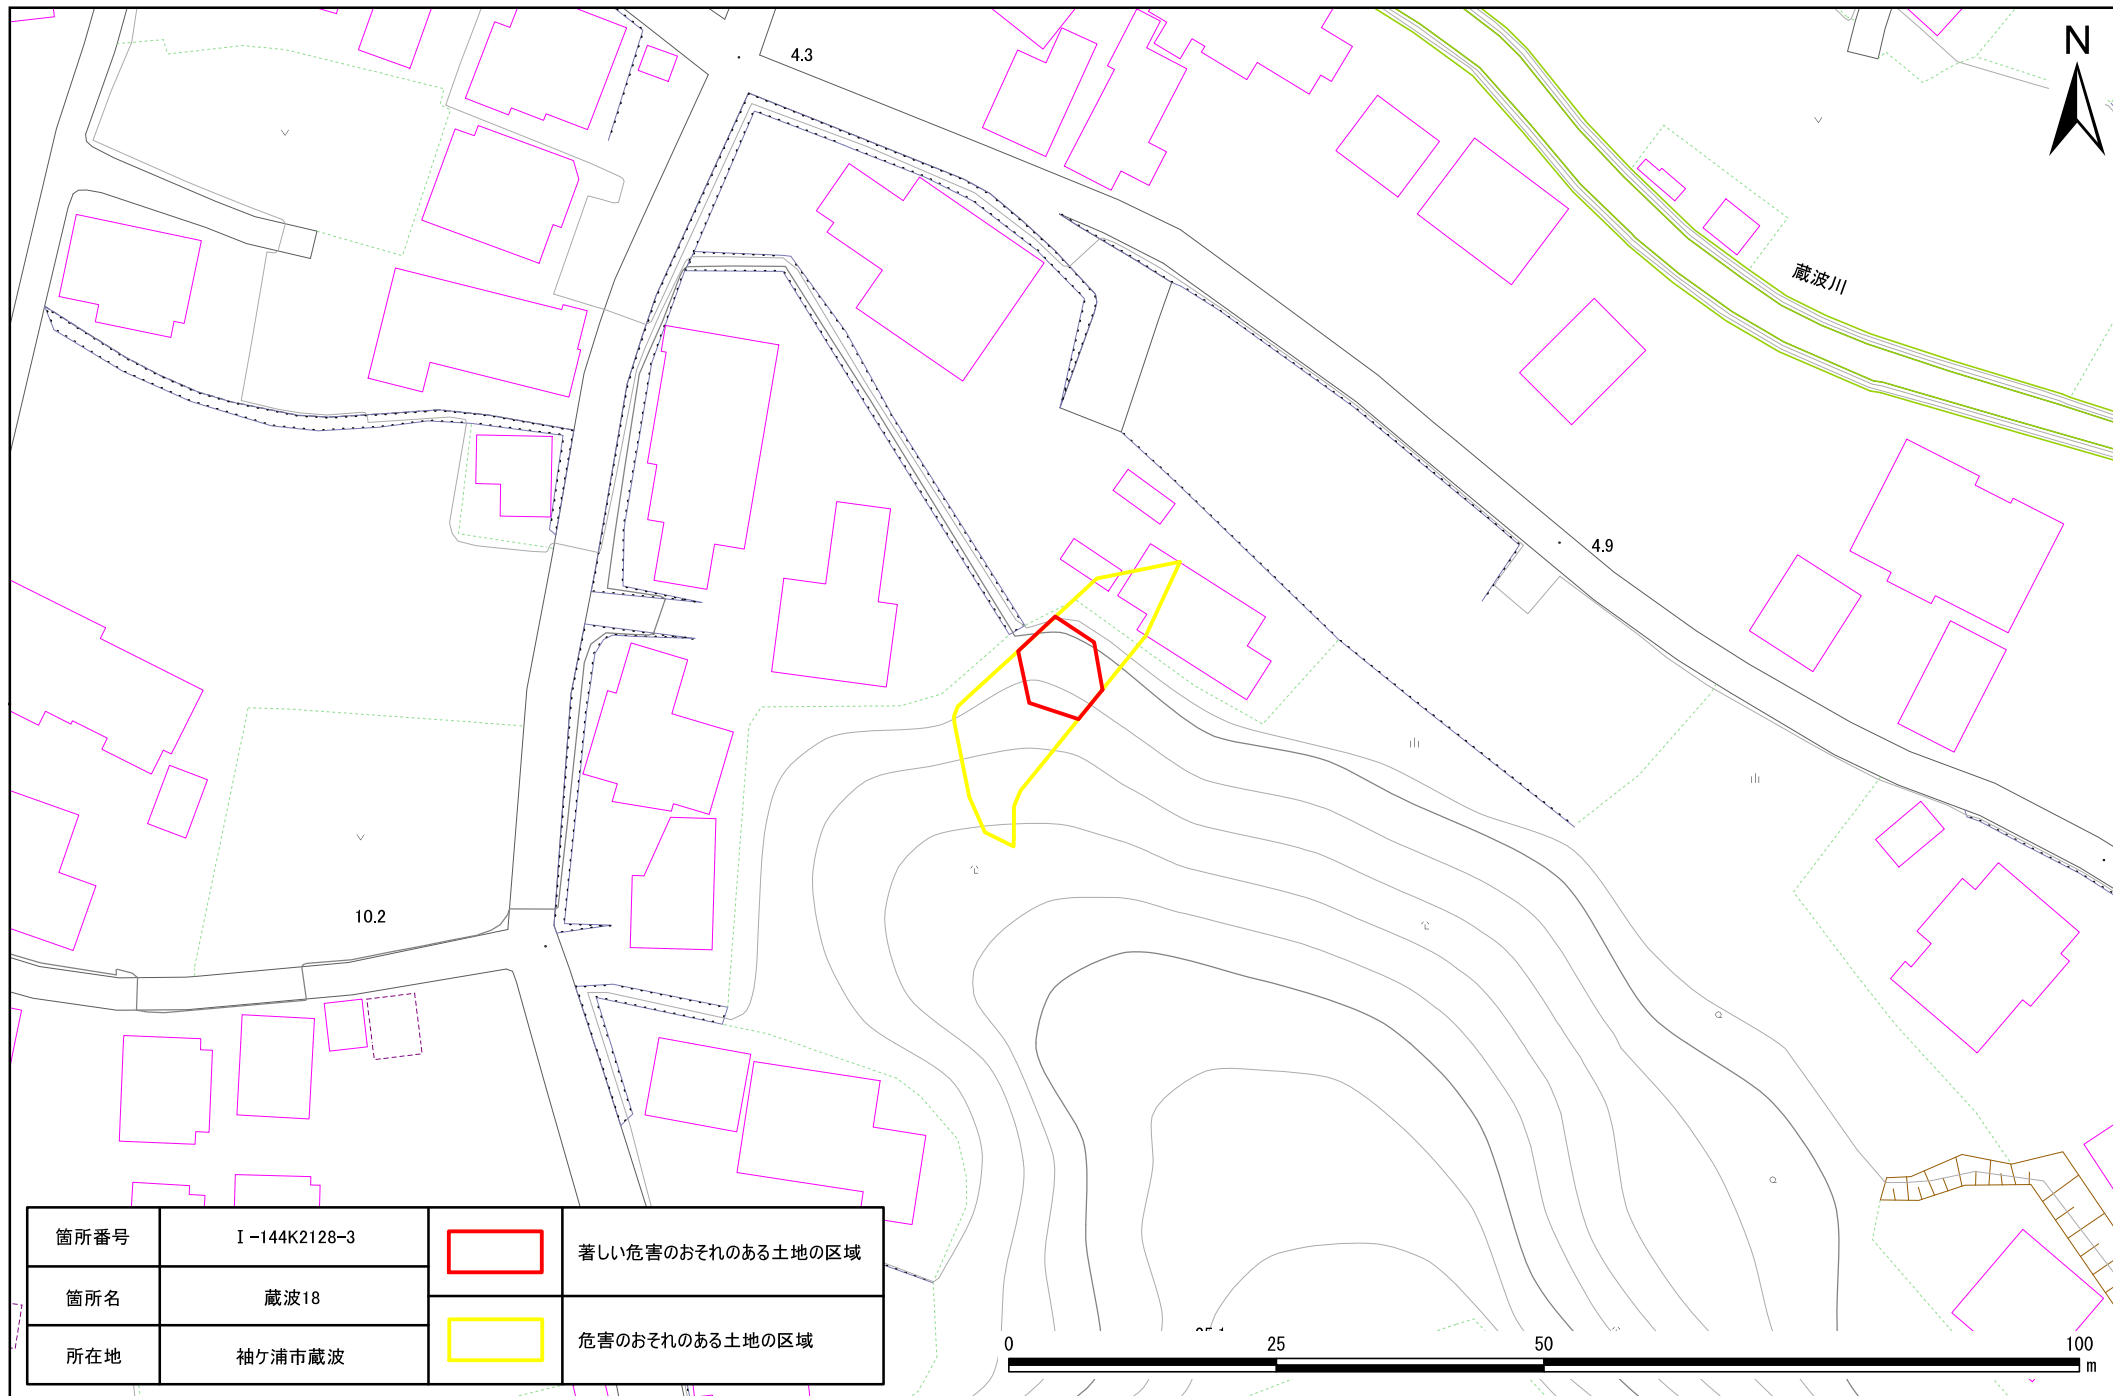 N
4.3
蔵波川
4.9
10.2
箇所番号 Ⅰ-144K2128-3
箇所名 蔵波18
所在地 袖ケ浦市蔵波
著しい危害のおそれのある土地の区域
危害のおそれのある土地の区域
0 25 50 100
m